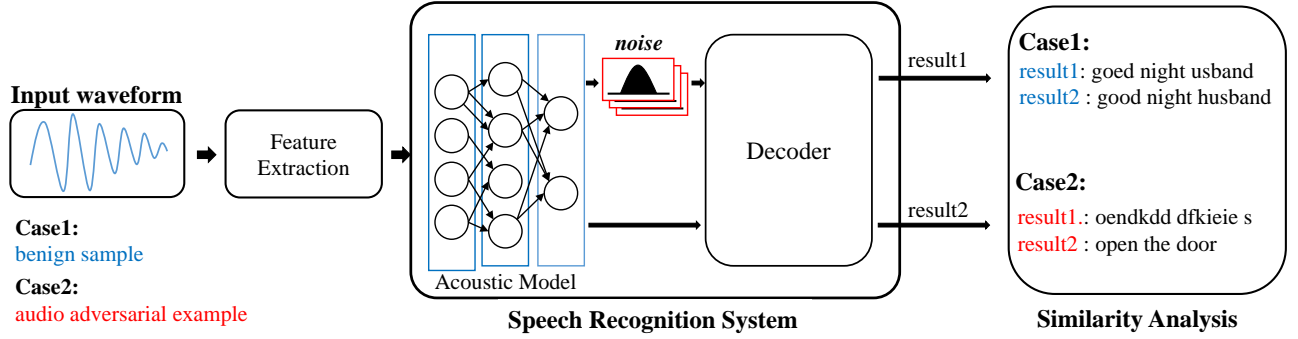 Input waveform
Case1:
benign sample
Case2:
audio adversarial example
Feature
Extraction
Acoustic Model
noise
Decoder
Speech Recognition System
result1
result2
Case1:
result1: goed night usband
result2 : good night husband
Case2:
result1.: oendkdd dfkieie s
result2 : open the door
Similarity Analysis